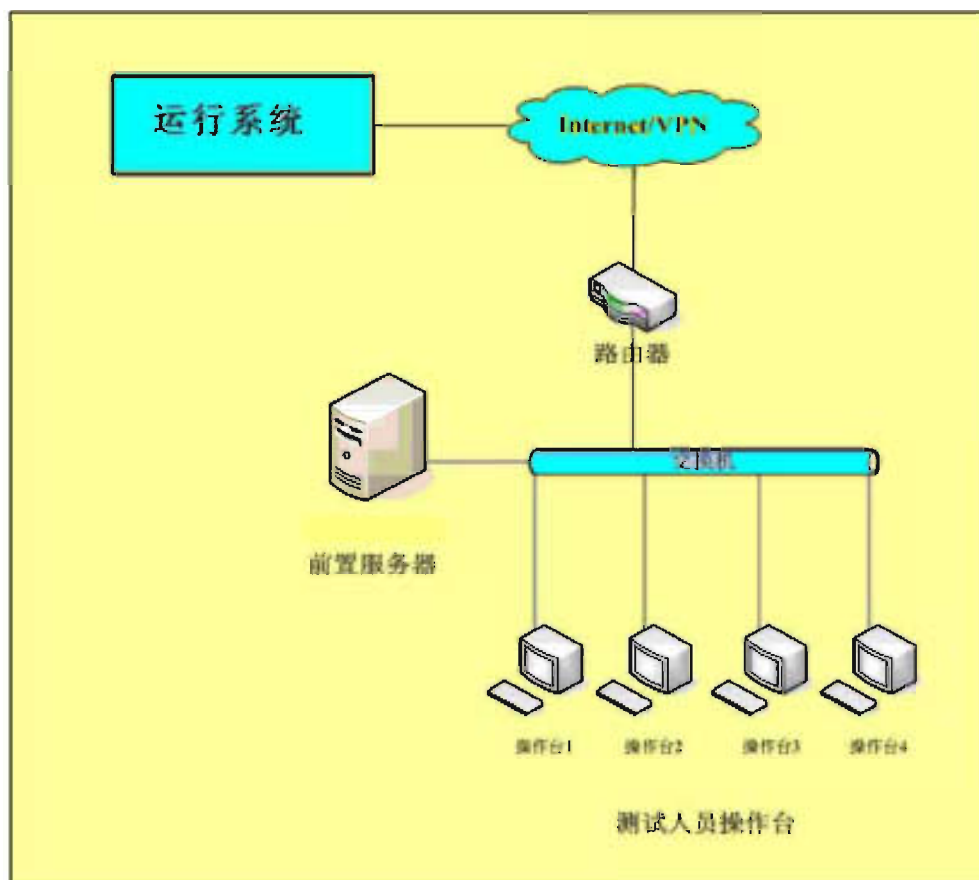 运行系统
Internet/VPN
路由器
交换机
前置服务器
操作台1
操作台2
操作台3
操作台4
测试人员操作台